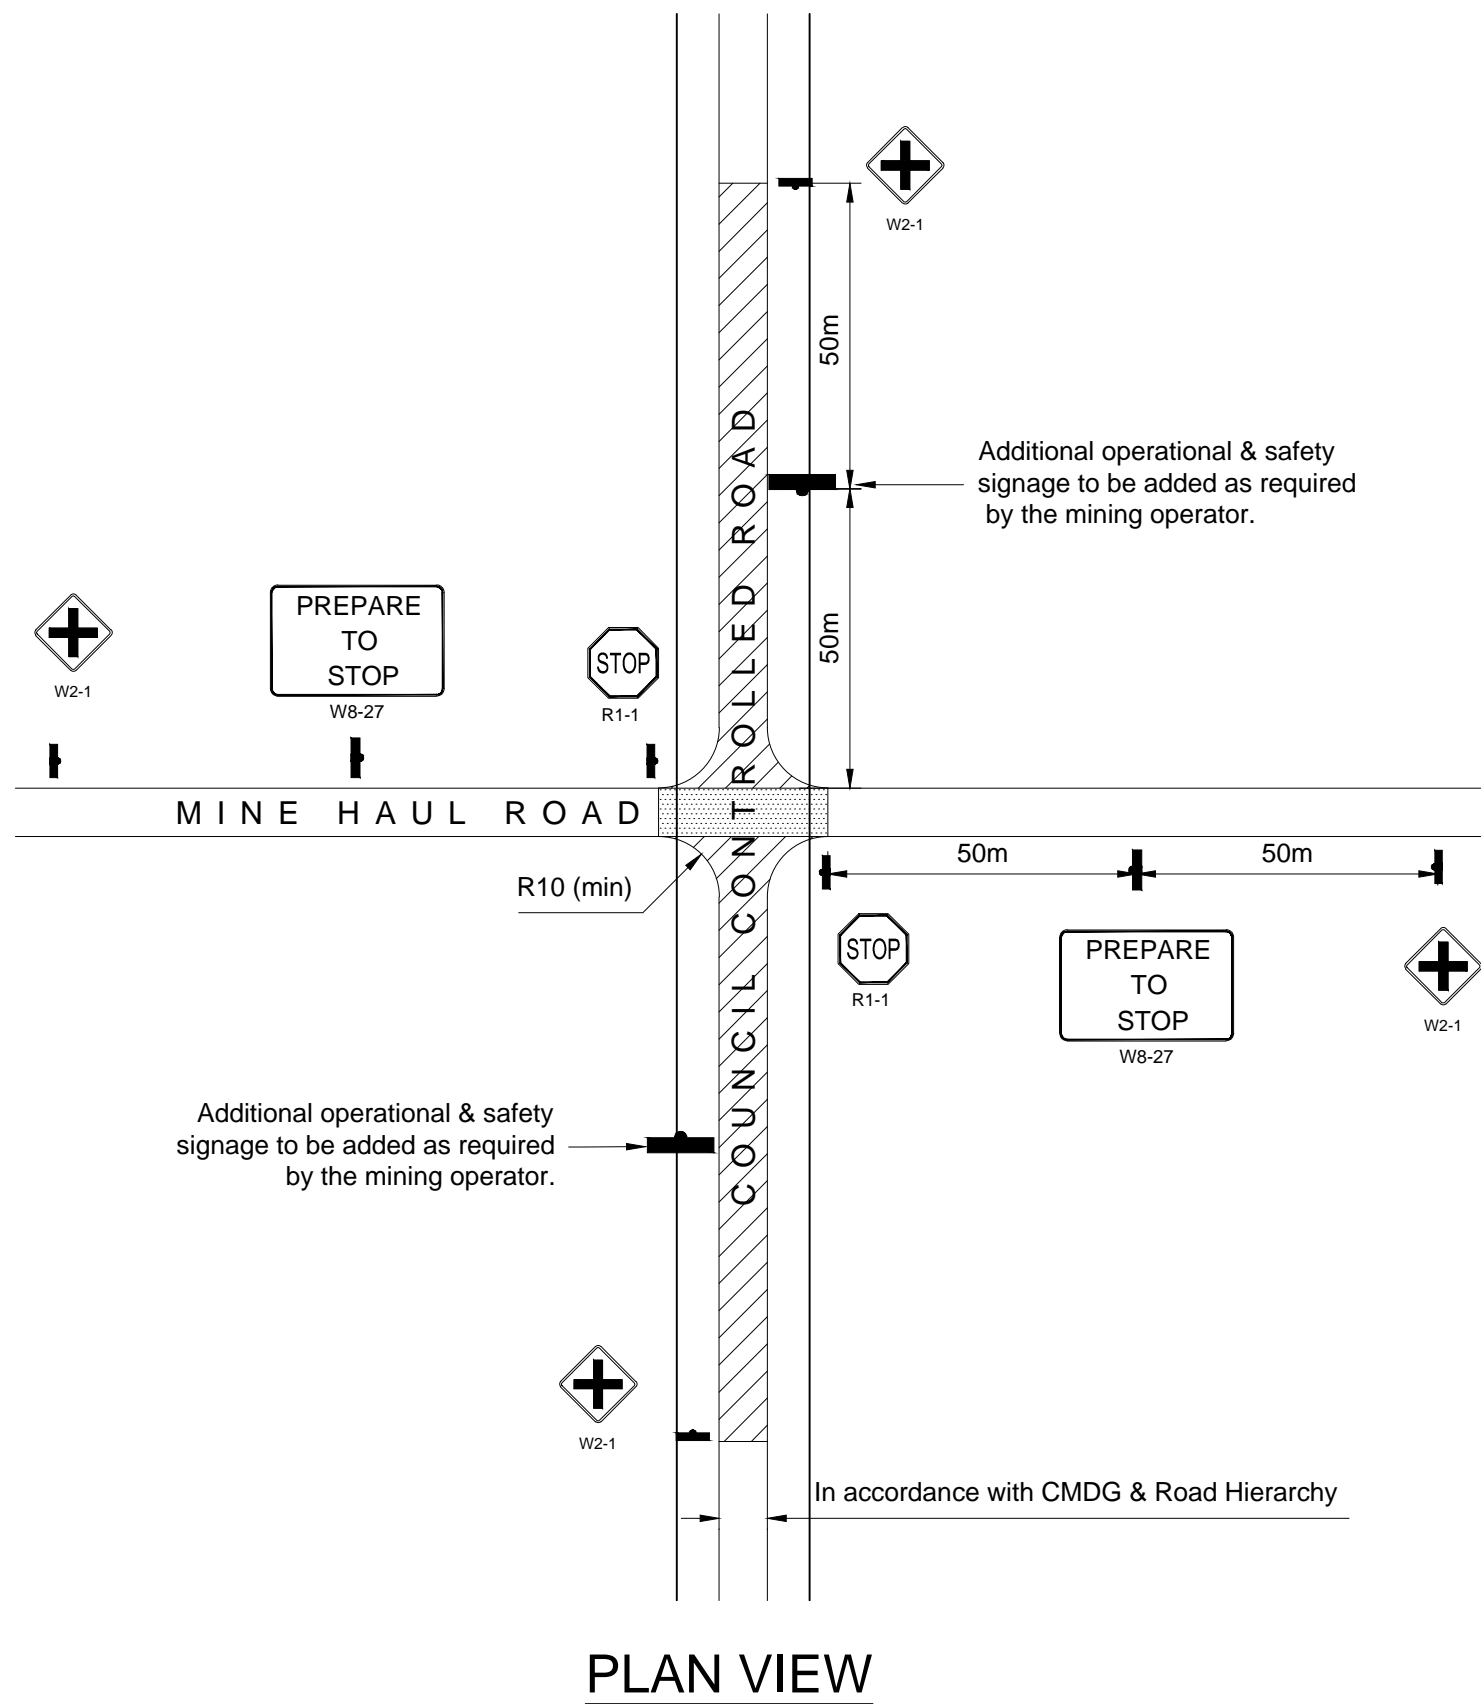 W2-1
50m
COUNCIL CONTROLLED ROAD
Additional operational & safety
signage to be added as required
by the mining operator.
50m
W2-1
PREPARE
TO
STOP
W8-27
STOP
R1-1
MINE HAUL ROAD
R10 (min)
50m
50m
STOP
R1-1
PREPARE
TO
STOP
W8-27
W2-1
Additional operational & safety
signage to be added as required
by the mining operator.
W2-1
In accordance with CMDG & Road Hierarchy
PLAN VIEW